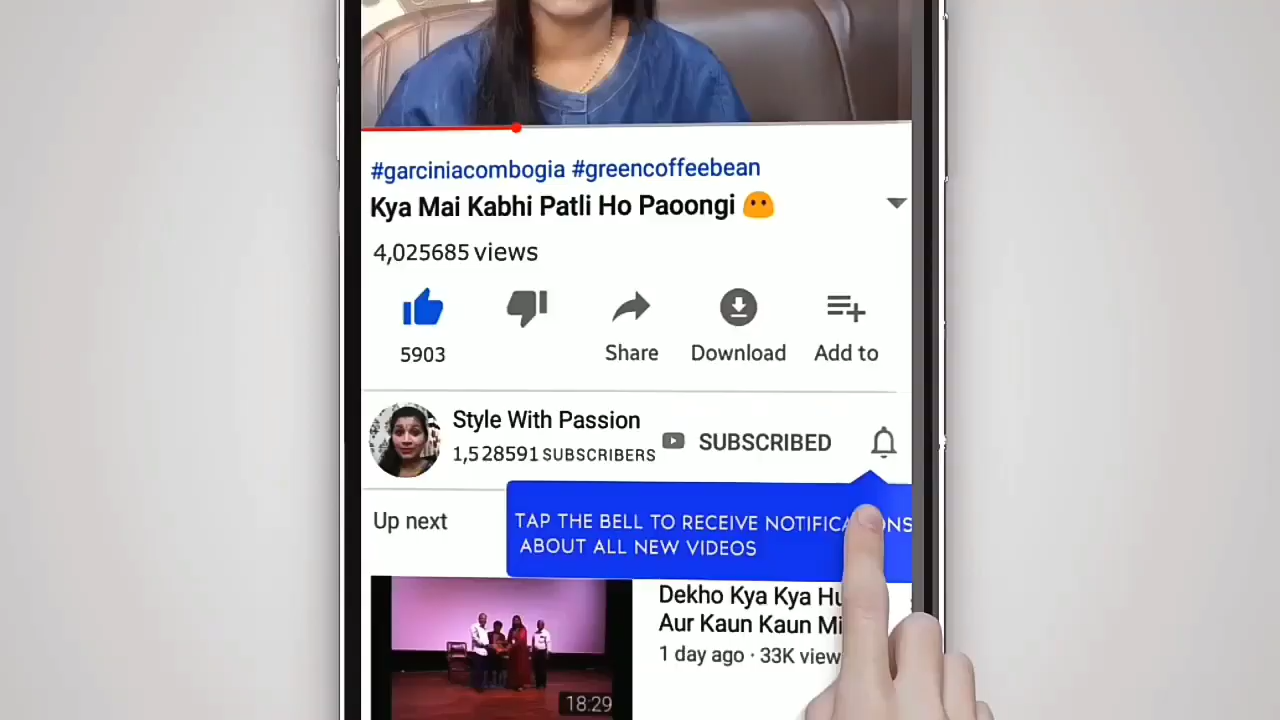 #garciniacombogia #greencoffeebean
Kya Mai Kabhi Patli Ho Paoongi
4,025685 views
5903
Share
Download
Add to
Style With Passion
1,528591 SUBSCRIBERS
SUBSCRIBED
Up next
TAP THE BELL TO RECEIVE NOTIFICATIONS
ABOUT ALL NEW VIDEOS
Dekho Kya Kya
Aur Kaun Kaun
1 day ago · 33K view
18:29